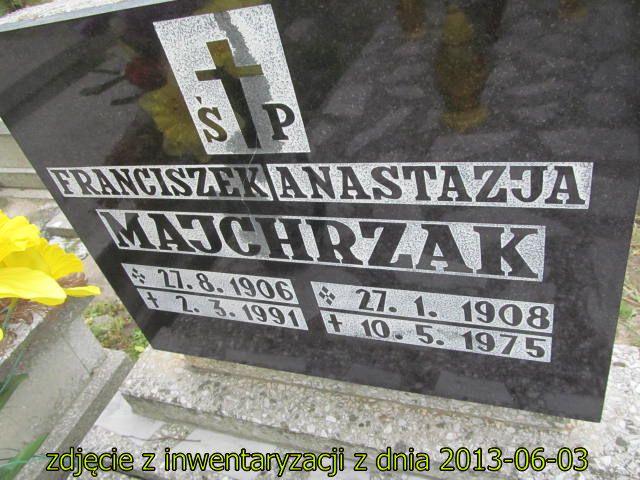 Ś P
FRANCISZEK ANASTAZJA
MAJCHRZAK
27. 8. 1906
✝ 2. 3. 1991
27. 1. 1908
✝ 10. 5. 1975
zdjęcie z inwentaryzacji z dnia 2013-06-03